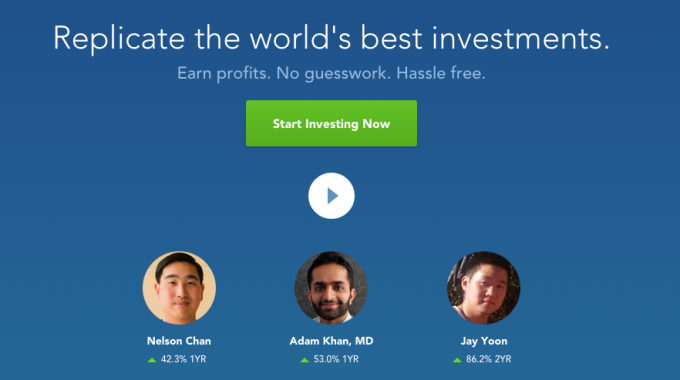 Replicate the world's best investments.
Earn profits. No guesswork. Hassle free.
Start Investing Now
Nelson Chan
Adam Khan, MD
Jay Yoon
42.3% 1YR
53.0% 1YR
86.2% 2YR